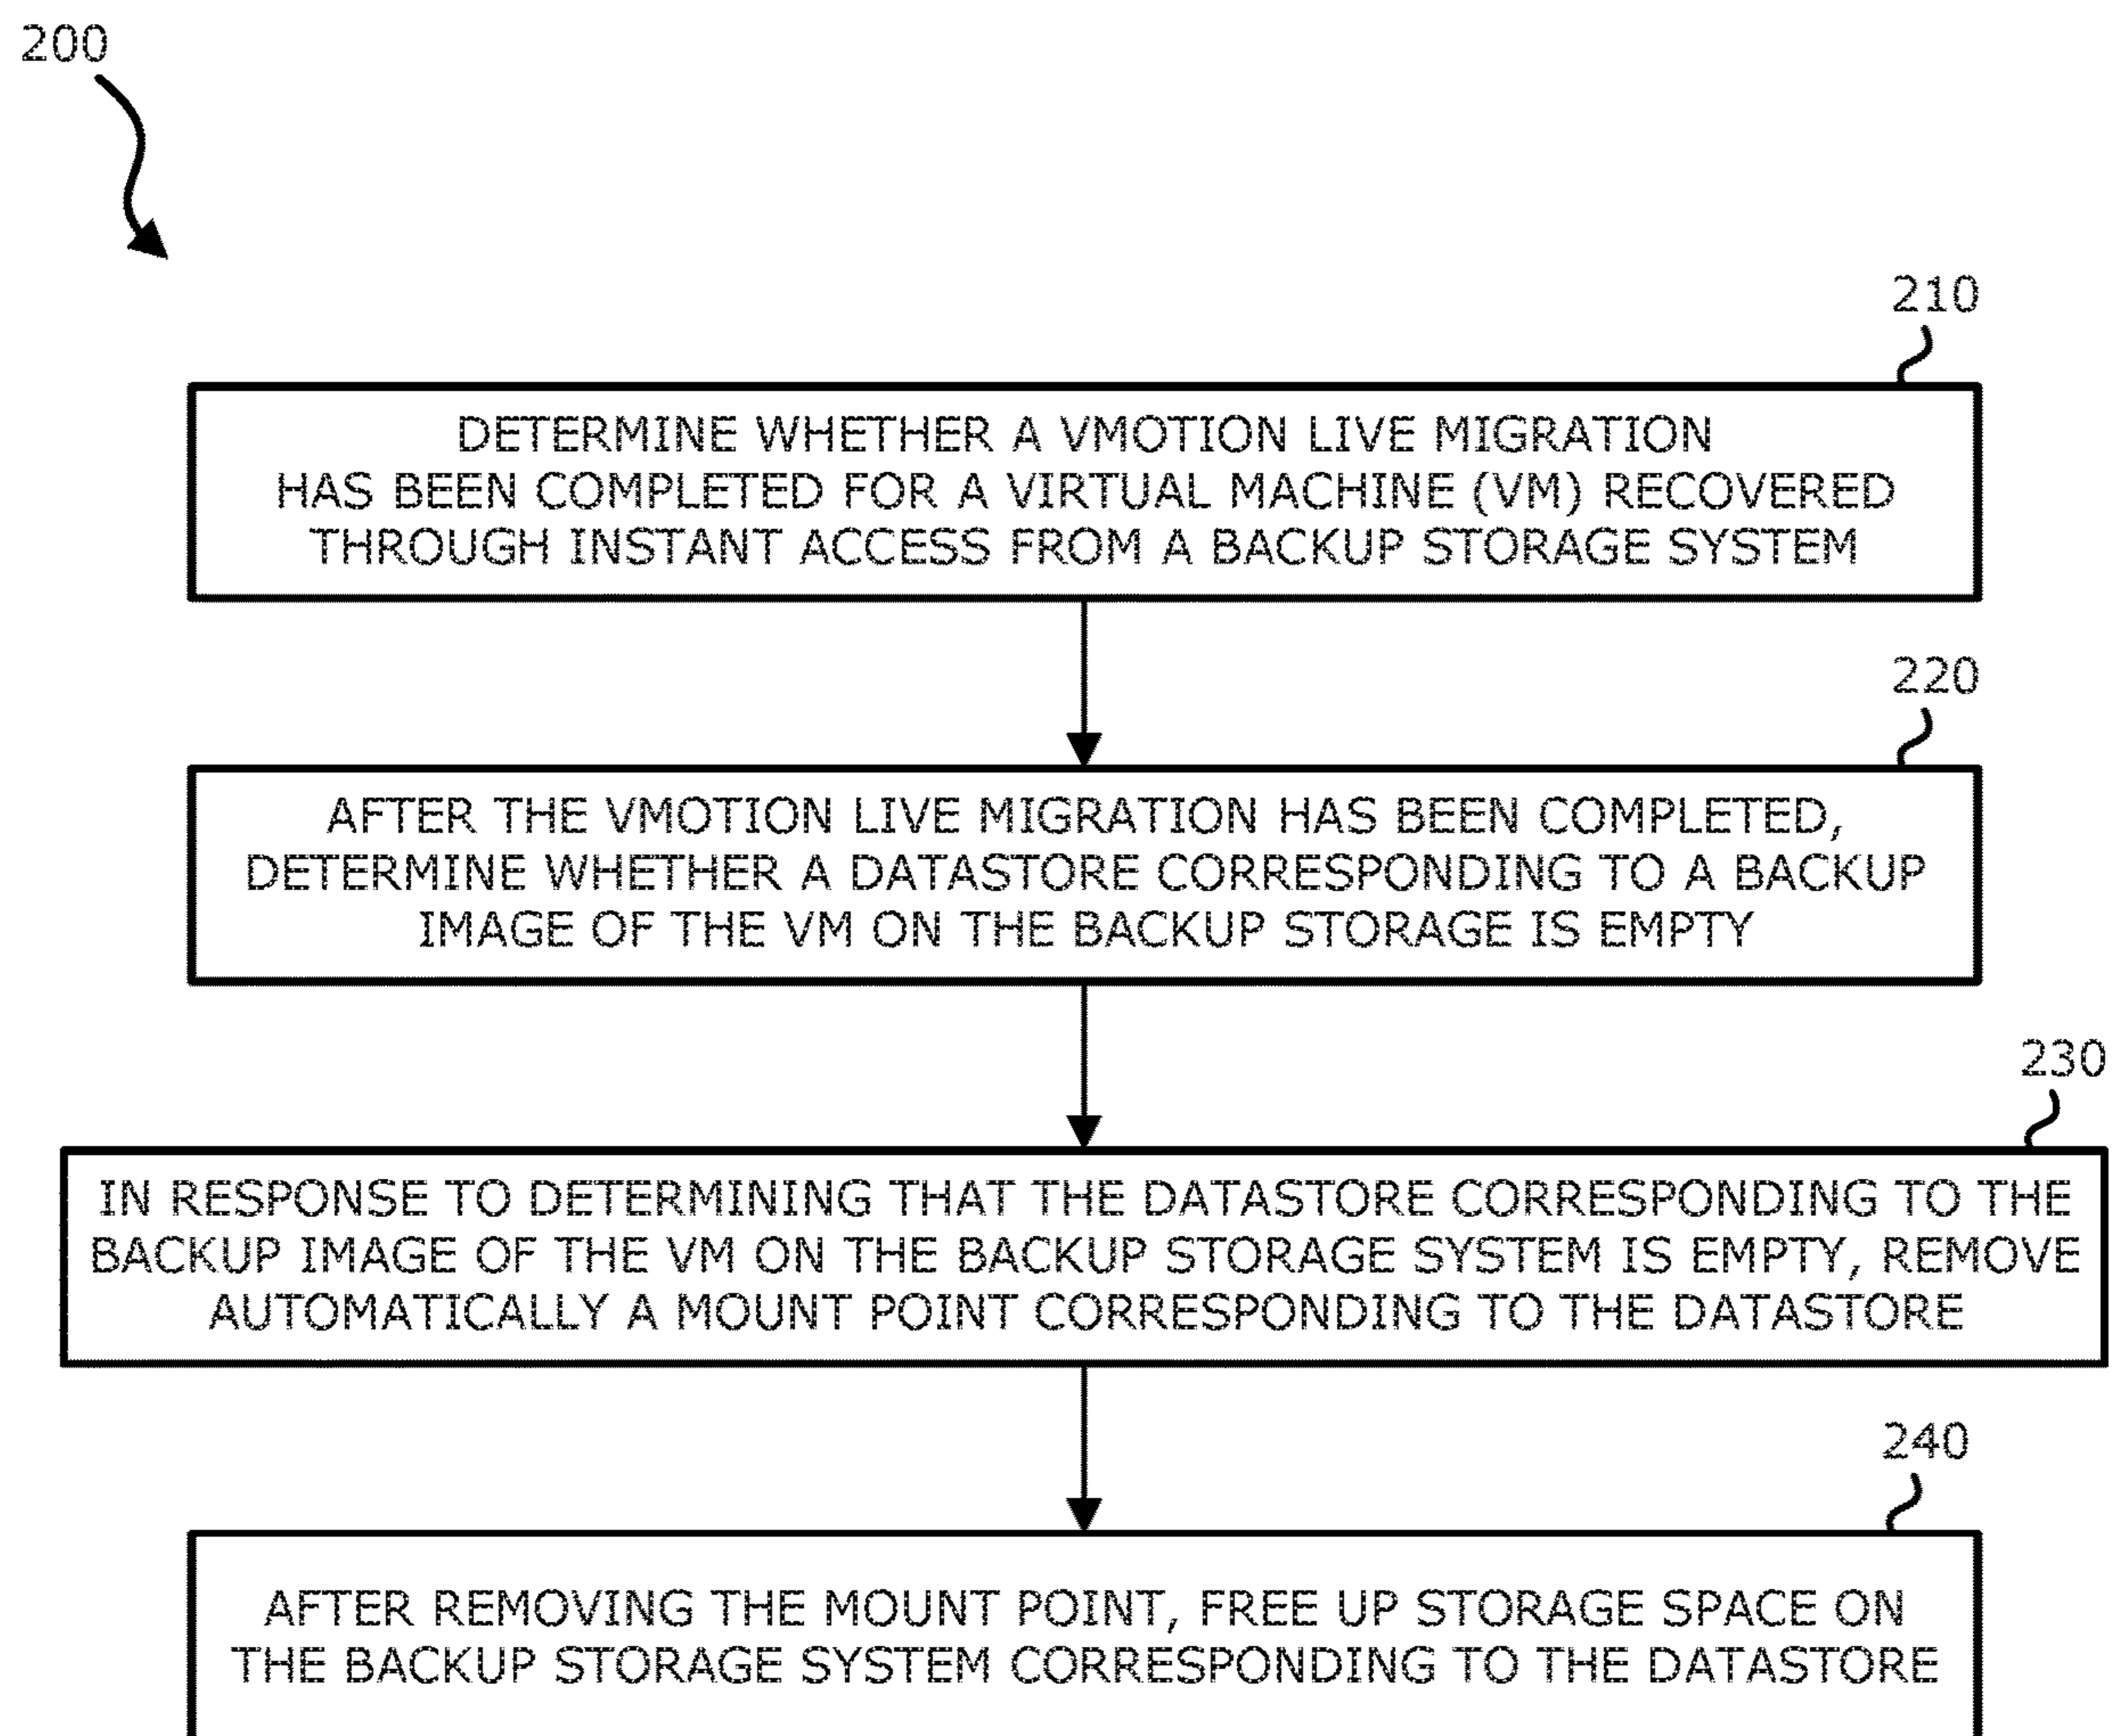 200
210
DETERMINE WHETHER A VMOTION LIVE MIGRATION
HAS BEEN COMPLETED FOR A VIRTUAL MACHINE (VM) RECOVERED
THROUGH INSTANT ACCESS FROM A BACKUP STORAGE SYSTEM
220
AFTER THE VMOTION LIVE MIGRATION HAS BEEN COMPLETED,
DETERMINE WHETHER A DATASTORE CORRESPONDING TO A BACKUP
IMAGE OF THE VM ON THE BACKUP STORAGE IS EMPTY
230
IN RESPONSE TO DETERMINING THAT THE DATASTORE CORRESPONDING TO THE
BACKUP IMAGE OF THE VM ON THE BACKUP STORAGE SYSTEM IS EMPTY, REMOVE
AUTOMATICALLY A MOUNT POINT CORRESPONDING TO THE DATASTORE
240
AFTER REMOVING THE MOUNT POINT, FREE UP STORAGE SPACE ON
THE BACKUP STORAGE SYSTEM CORRESPONDING TO THE DATASTORE